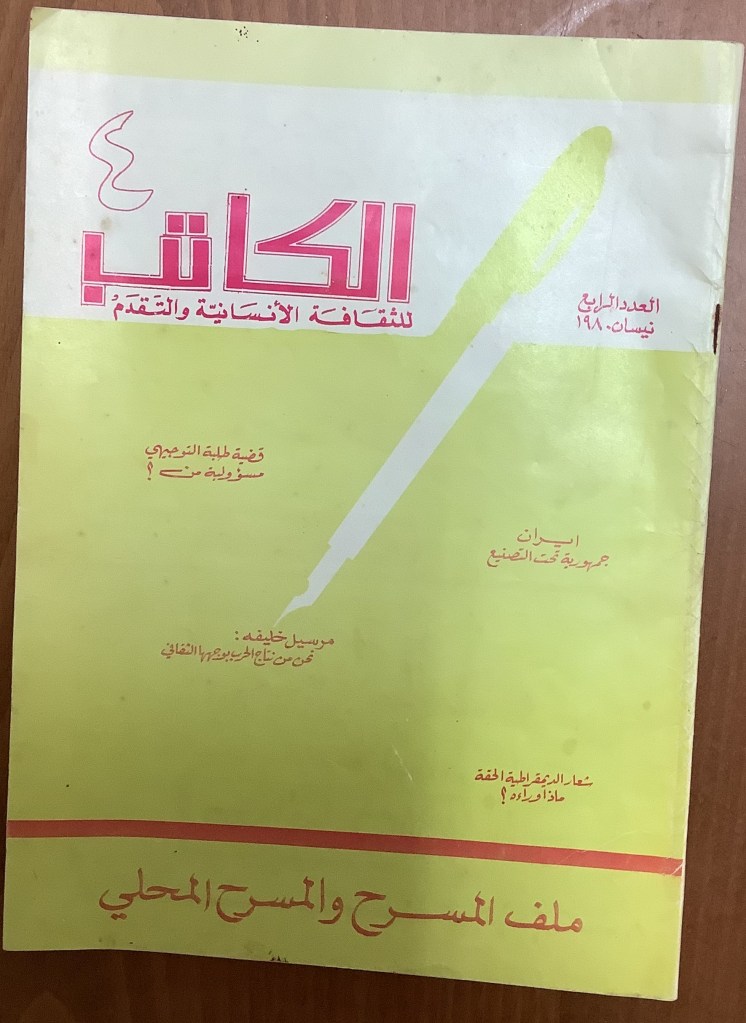 ٤
الكاتب
للثقافة الأنسانية والتقدم
العدد الرابع
نيسان ١٩٨٠
قضية طلبة التوجيهي
مسؤولية من ؟
ايران
جمهورية تحت التصنيع
مرسيل خليفه :
نحن من نتاج الحرب بوجهها الثقافي
شعار الديمقراطية الحقة
ماذا وراءه ؟
ملف المسرح والمسرح المحلي